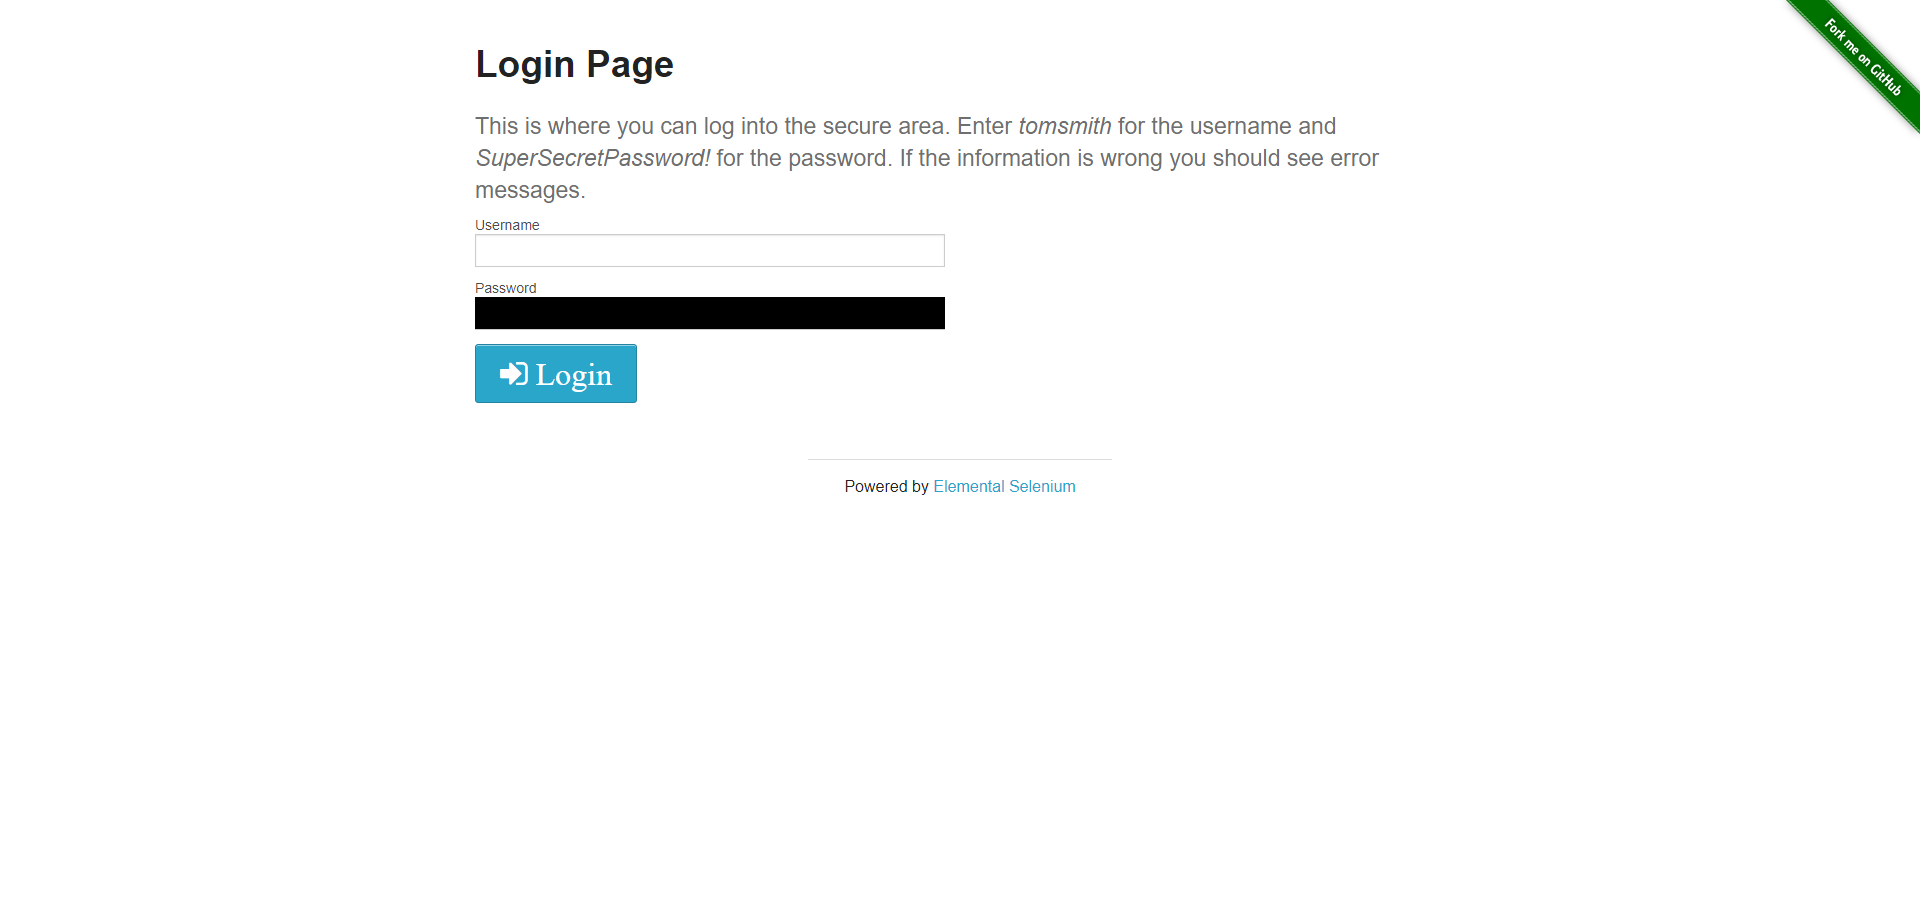 Fork me on GitHub
Login Page
This is where you can log into the secure area. Enter tomsmith for the username and
SuperSecretPassword! for the password. If the information is wrong you should see error
messages.
Username
Password
Login
Powered by Elemental Selenium